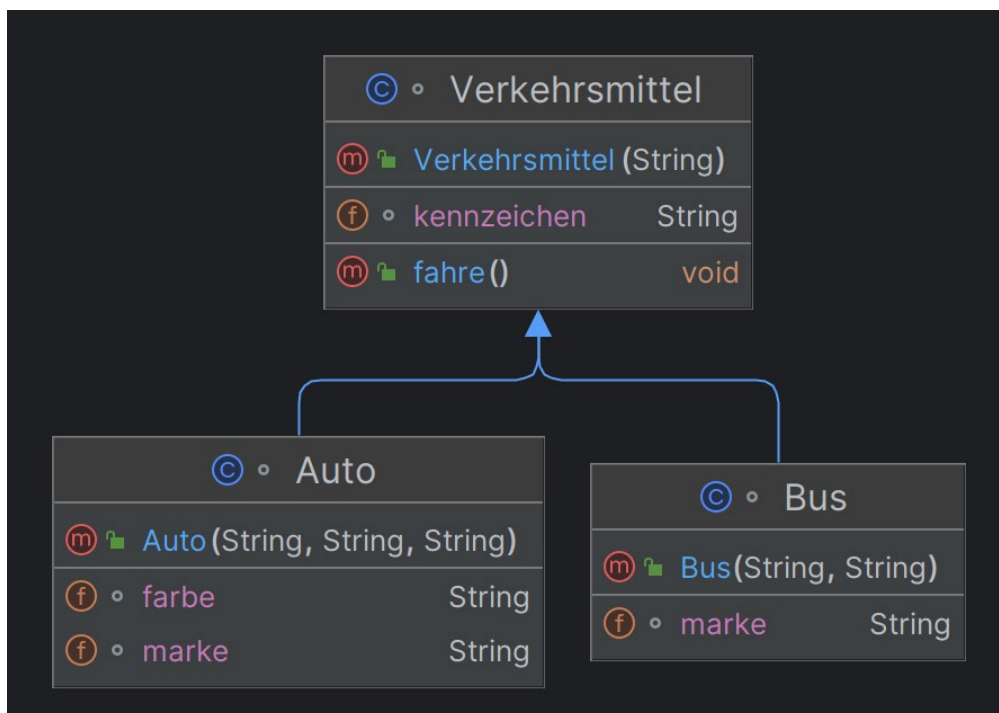 Verkehrsmittel
Verkehrsmittel(String)
kennzeichen String
fahre() void
Auto
Auto(String, String, String)
farbe String
marke String
Bus
Bus(String, String)
marke String